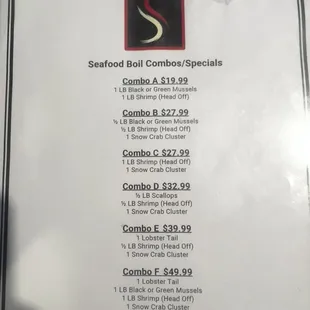 Seafood Boil Combos/Specials
Combo A $19.99
1 LB Black or Green Mussels
1 LB Shrimp (Head Off)
Combo B $27.99
½ LB Black or Green Mussels
½ LB Shrimp (Head Off)
1 Snow Crab Cluster
Combo C $27.99
1 LB Shrimp (Head Off)
1 Snow Crab Cluster
Combo D $32.99
½ LB Scallops
½ LB Shrimp (Head Off)
1 Snow Crab Cluster
Combo E $39.99
1 Lobster Tail
½ LB Shrimp (Head Off)
1 Snow Crab Cluster
Combo F $49.99
1 Lobster Tail
1 LB Black or Green Mussels
1 LB Shrimp (Head Off)
1 Snow Crab Cluster